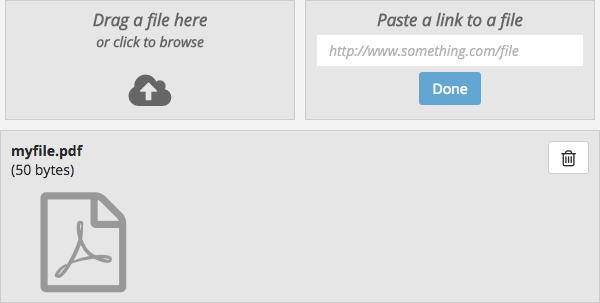 Drag a file here
or click to browse
Paste a link to a file
http://www.something.com/file
Done
myfile.pdf
(50 bytes)